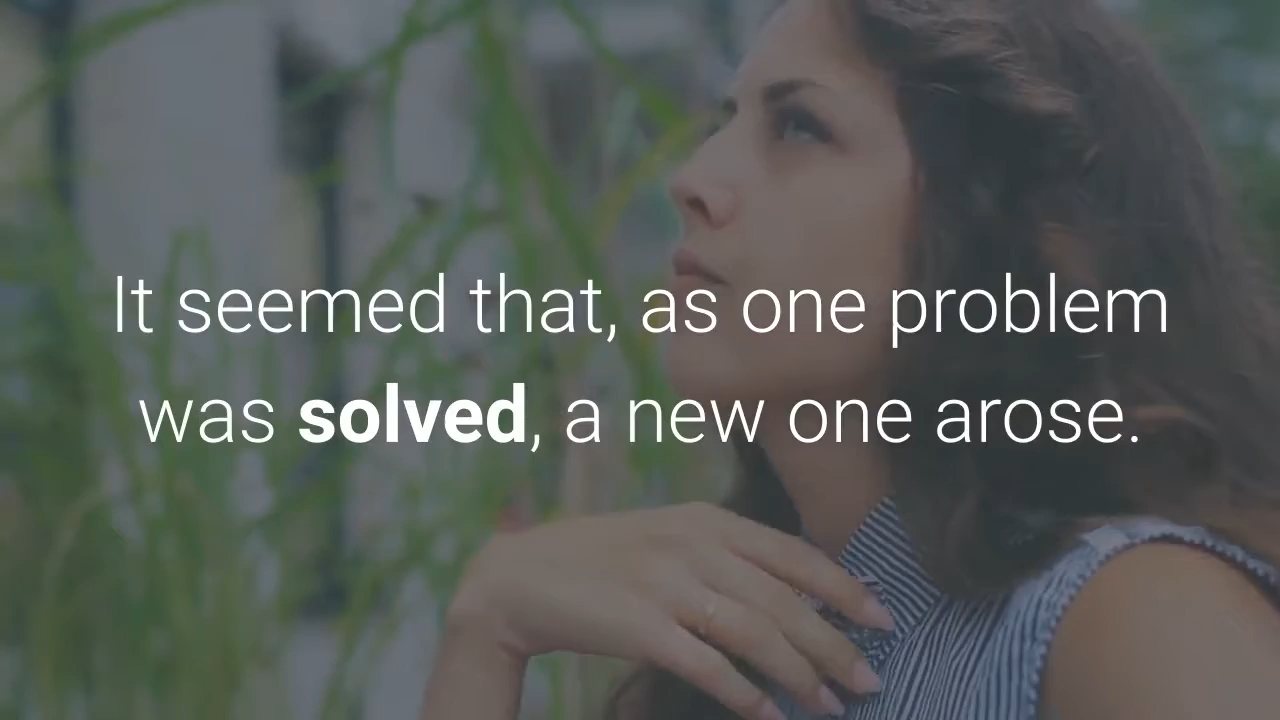 It seemed that, as one problem
was solved, a new one arose.